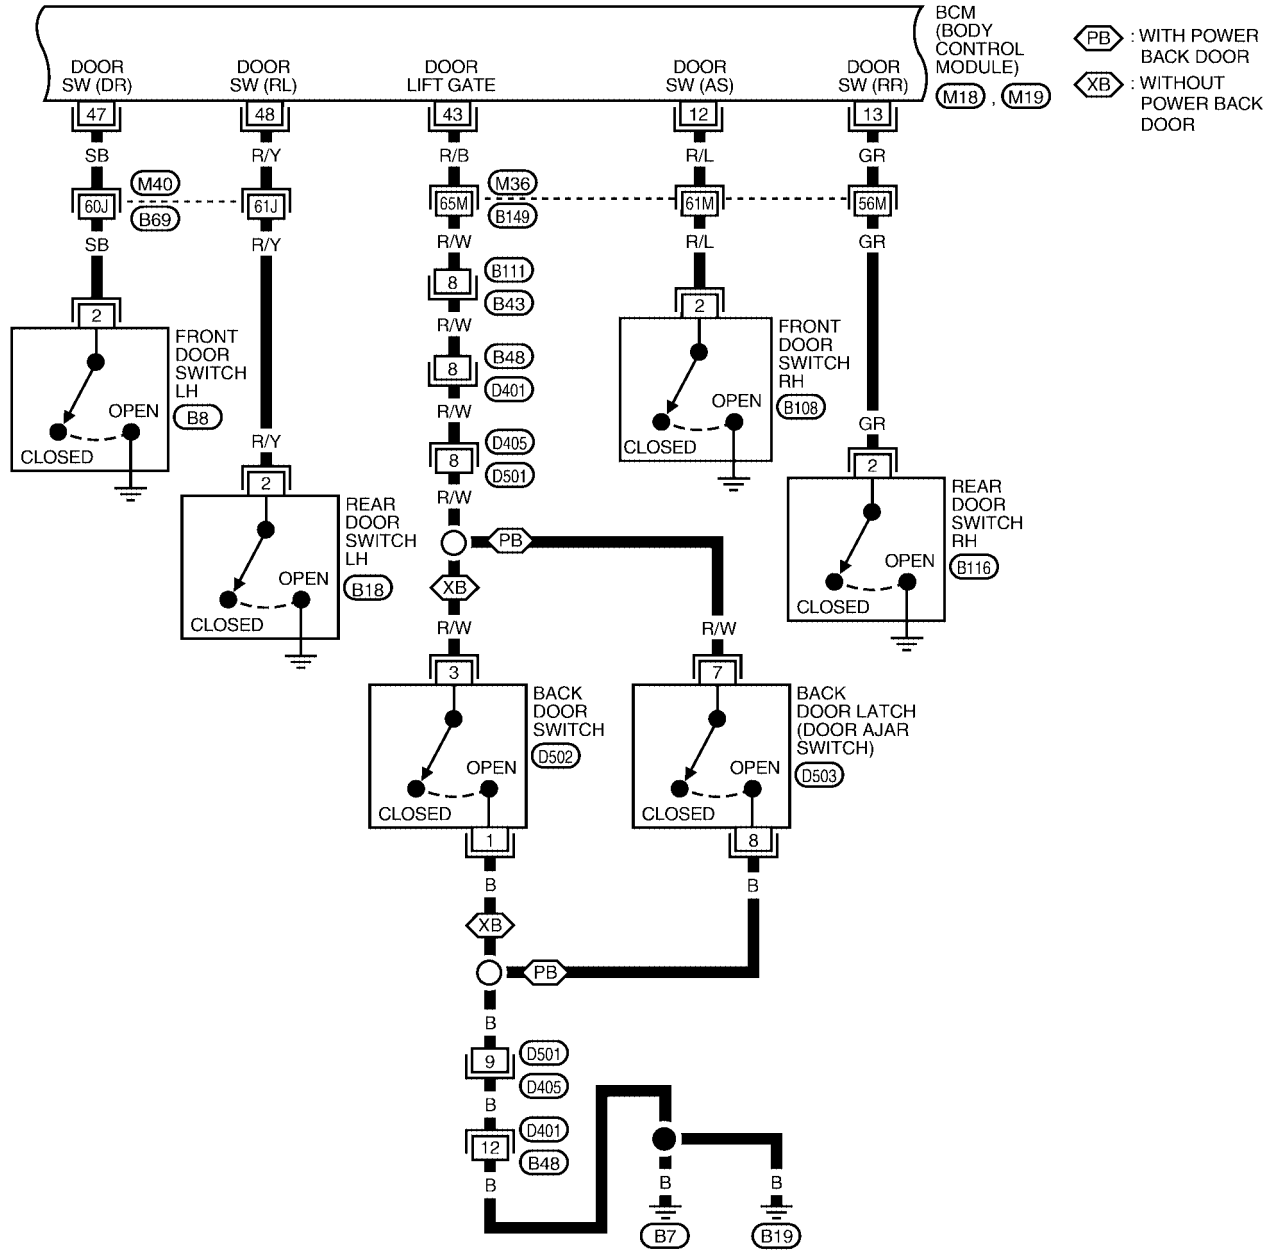 BCM
(BODY
CONTROL
MODULE)
M18 , M19
PB : WITH POWER
BACK DOOR
XB : WITHOUT
POWER BACK
DOOR
DOOR
SW (DR)
DOOR
SW (RL)
DOOR
LIFT GATE
DOOR
SW (AS)
DOOR
SW (RR)
47
48
43
12
13
SB
R/Y
R/B
R/L
GR
60J
M40
B69
61J
65M
M36
B149
61M
56M
SB
R/Y
R/W
R/L
GR
8
B111
B43
R/W
8
B48
D401
R/W
8
D405
D501
R/W
2
FRONT
DOOR
SWITCH
LH
B8
OPEN
CLOSED
R/Y
2
REAR
DOOR
SWITCH
LH
B18
OPEN
CLOSED
2
FRONT
DOOR
SWITCH
RH
B108
OPEN
CLOSED
GR
2
REAR
DOOR
SWITCH
RH
B116
OPEN
CLOSED
PB
XB
R/W
R/W
3
BACK
DOOR
SWITCH
D502
OPEN
CLOSED
1
7
BACK
DOOR LATCH
(DOOR AJAR
SWITCH)
D503
OPEN
CLOSED
8
B
B
XB
PB
B
9
D501
D405
B
12
D401
B48
B
B
B
B7
B19